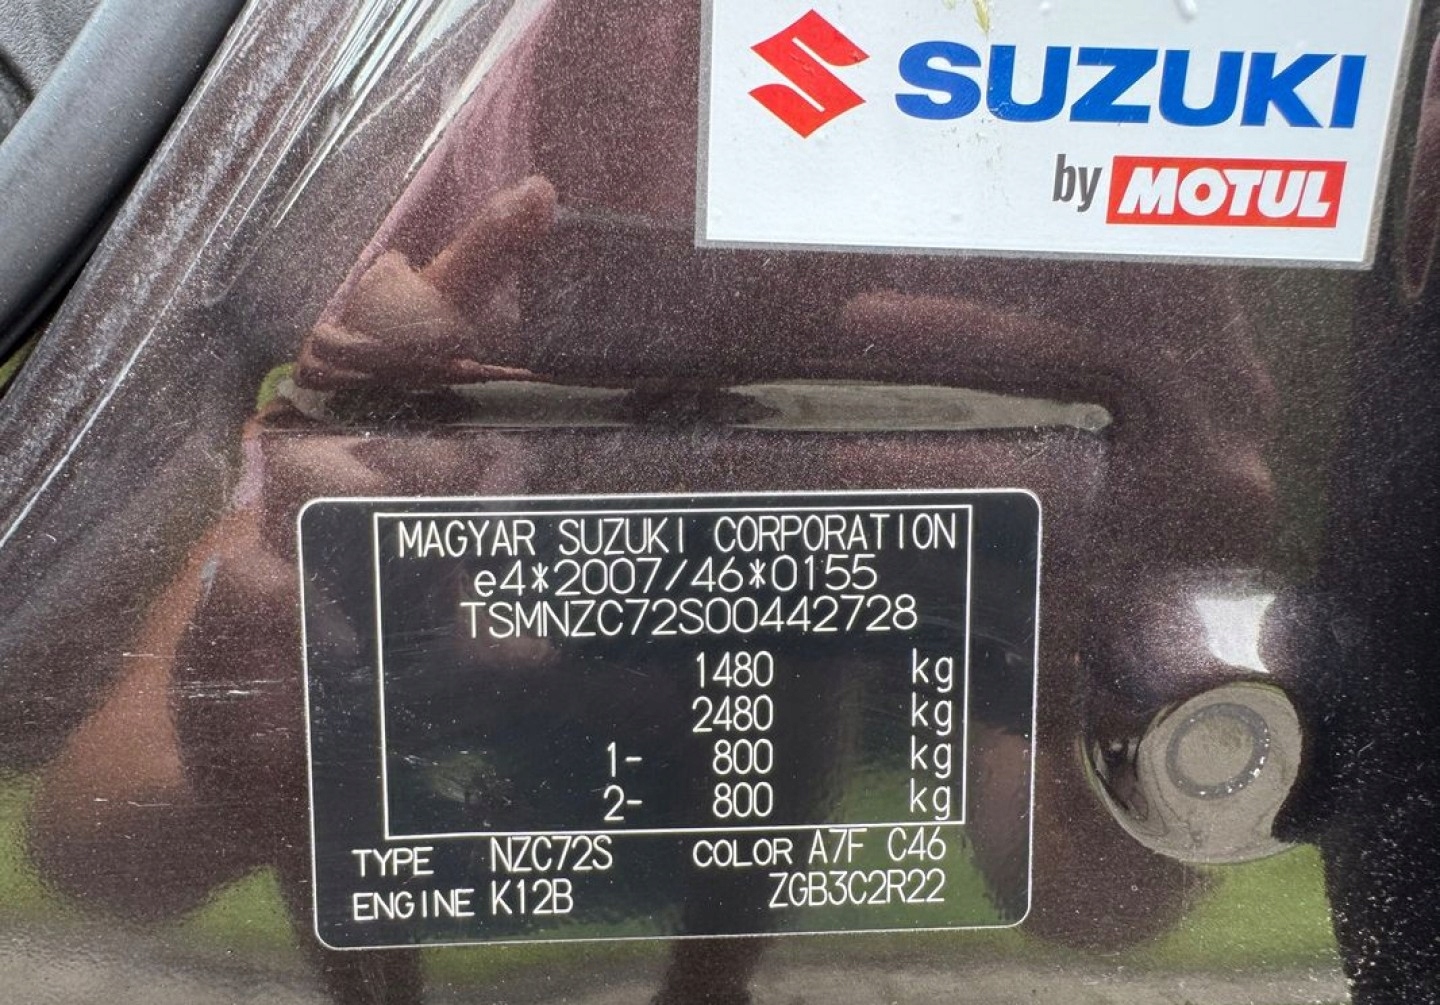 SUZUKI
by MOTUL
MAGYAR SUZUKI CORPORATION
e4*2007/46*0155
TSMNZC72S00442728
1480 kg
2480 kg
1- 800 kg
2- 800 kg
TYPE NZC72S COLOR A7F C46
ENGINE K12B ZGB3C2R22